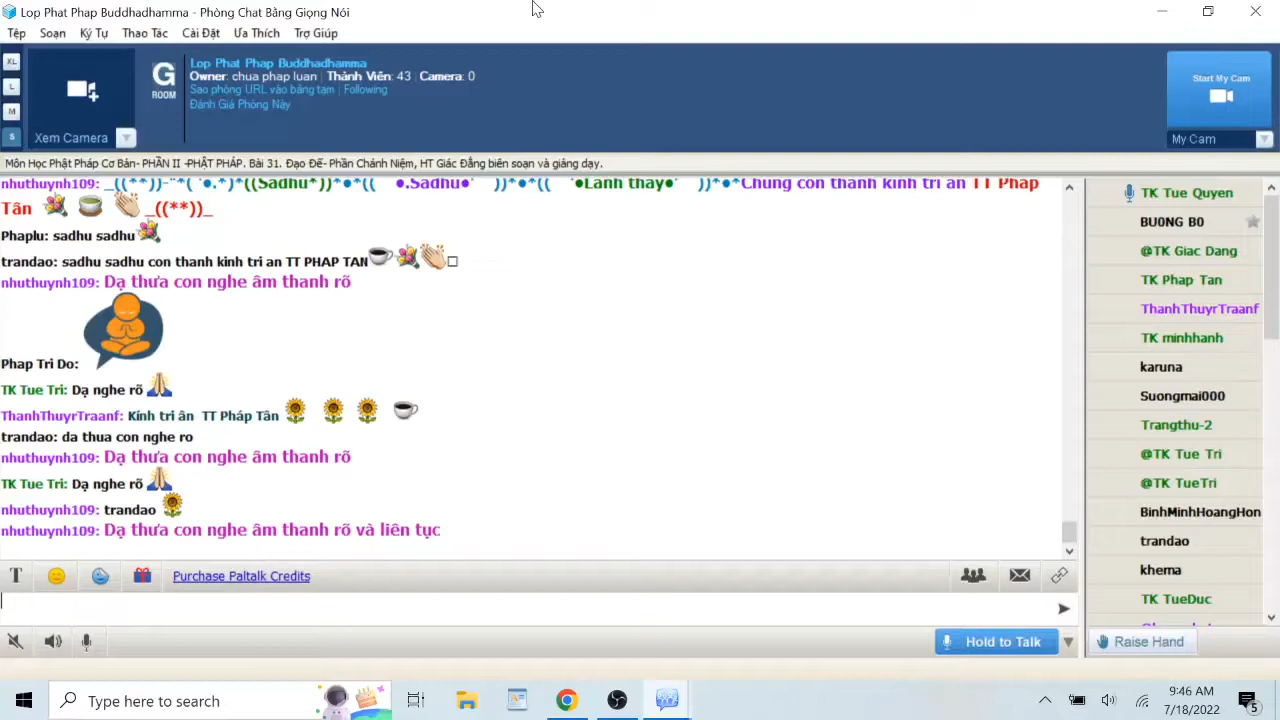 Lop Phat Phap Buddhadhamma - Phòng Chat Bằng Giọng Nói
Tệp Soạn Ký Tự Thao Tác Cài Đặt Ưa Thích Trợ Giúp
XL
L
M
S
Xem Camera
G
ROOM
Lop Phat Phap Buddhadhamma
Owner: chua phap luan | Thành Viên: 43 | Camera: 0
Sao phỏng URL vào bảng tạm | Following
Đánh Giá Phòng Này
Start My Cam
My Cam
Môn Học Phật Pháp Cơ Bản- PHẦN II -PHẬT PHÁP. Bài 31. Đạo Đế- Phần Chánh Niệm, HT Giác Đẳng biên soạn và giảng dạy.
nhuthuynh109: _((**))-"*( '●.*)*((Sadhu*))*●*(( ●.Sadhu●' ))*●*(( '●Lành thay●' ))*●*Chúng con thành kính tri ân TT Pháp
Tân _((**))_
Phaplu: sadhu sadhu
trandao: sadhu sadhu con thanh kinh tri an TT PHAP TAN
nhuthuynh109: Dạ thưa con nghe âm thanh rõ
Phap Tri Do:
TK Tue Tri: Dạ nghe rõ
ThanhThuyrTraanf: Kính tri ân TT Pháp Tân
trandao: da thua con nghe ro
nhuthuynh109: Dạ thưa con nghe âm thanh rõ
TK Tue Tri: Dạ nghe rõ
nhuthuynh109: trandao
nhuthuynh109: Dạ thưa con nghe âm thanh rõ và liên tục
TK Tue Quyen
BU0NG B0
@TK Giac Dang
TK Phap Tan
ThanhThuyrTraanf
TK minhhanh
karuna
Suongmai000
Trangthu-2
@TK Tue Tri
@TK TueTri
BinhMinhHoangHon
trandao
khema
TK TueDuc
T
Purchase Paltalk Credits
Hold to Talk
Raise Hand
Type here to search
9:46 AM
7/18/2022
5